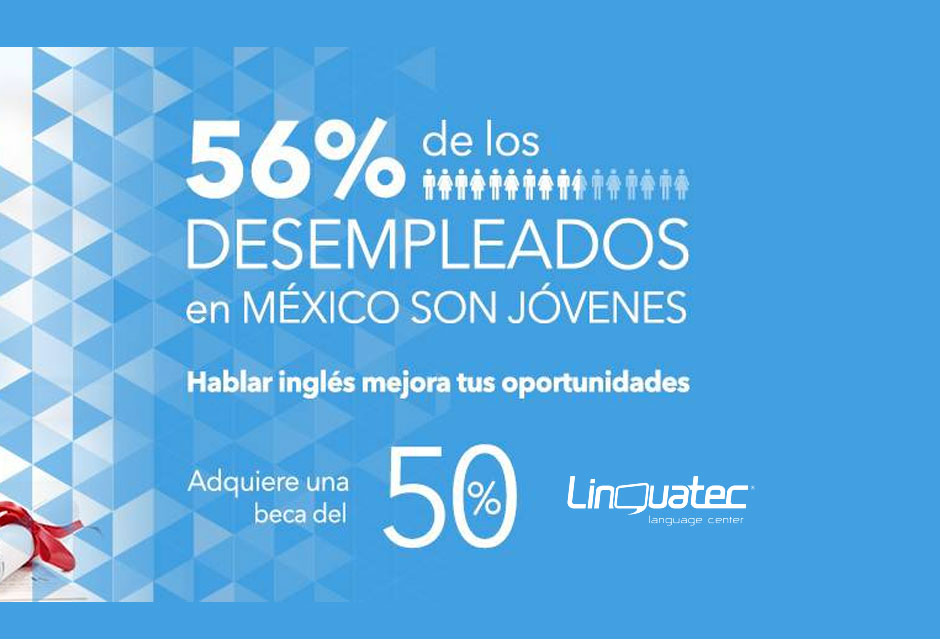 56% de los
DESEMPLEADOS
en MÉXICO SON JÓVENES
Hablar inglés mejora tus oportunidades
Adquiere una
beca del
50%
Linguatec
language center